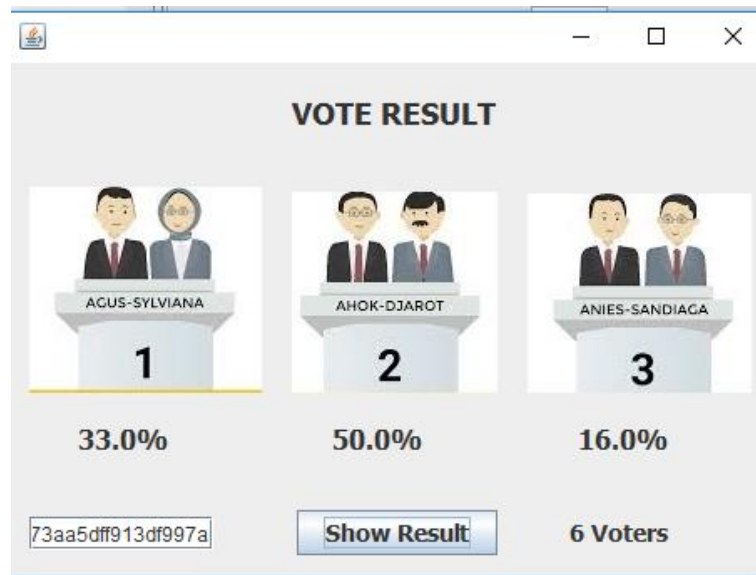 VOTE RESULT
AGUS-SYLVIANA
AHOK-DJAROT
ANIES-SANDIAGA
1
2
3
33.0%
50.0%
16.0%
73aa5dff913df997a
Show Result
6 Voters